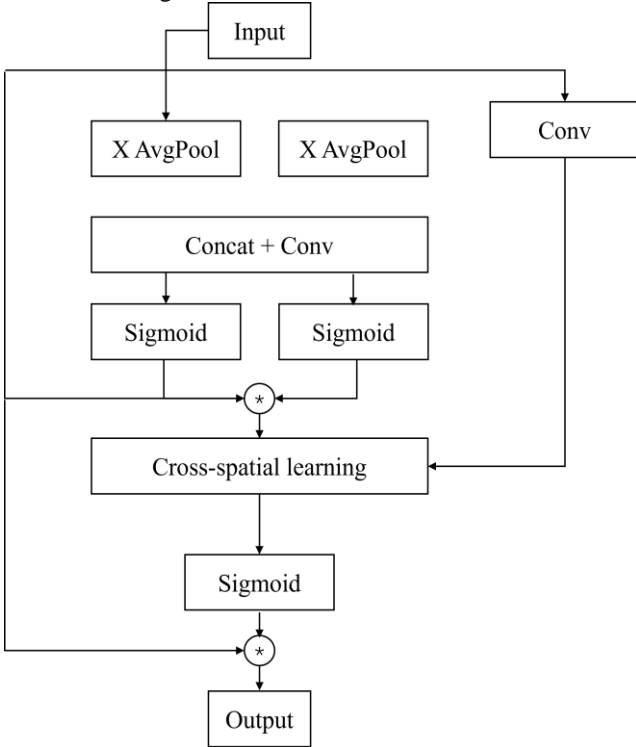 Input
X AvgPool
X AvgPool
Conv
Concat + Conv
Sigmoid
Sigmoid
*
Cross-spatial learning
Sigmoid
*
Output